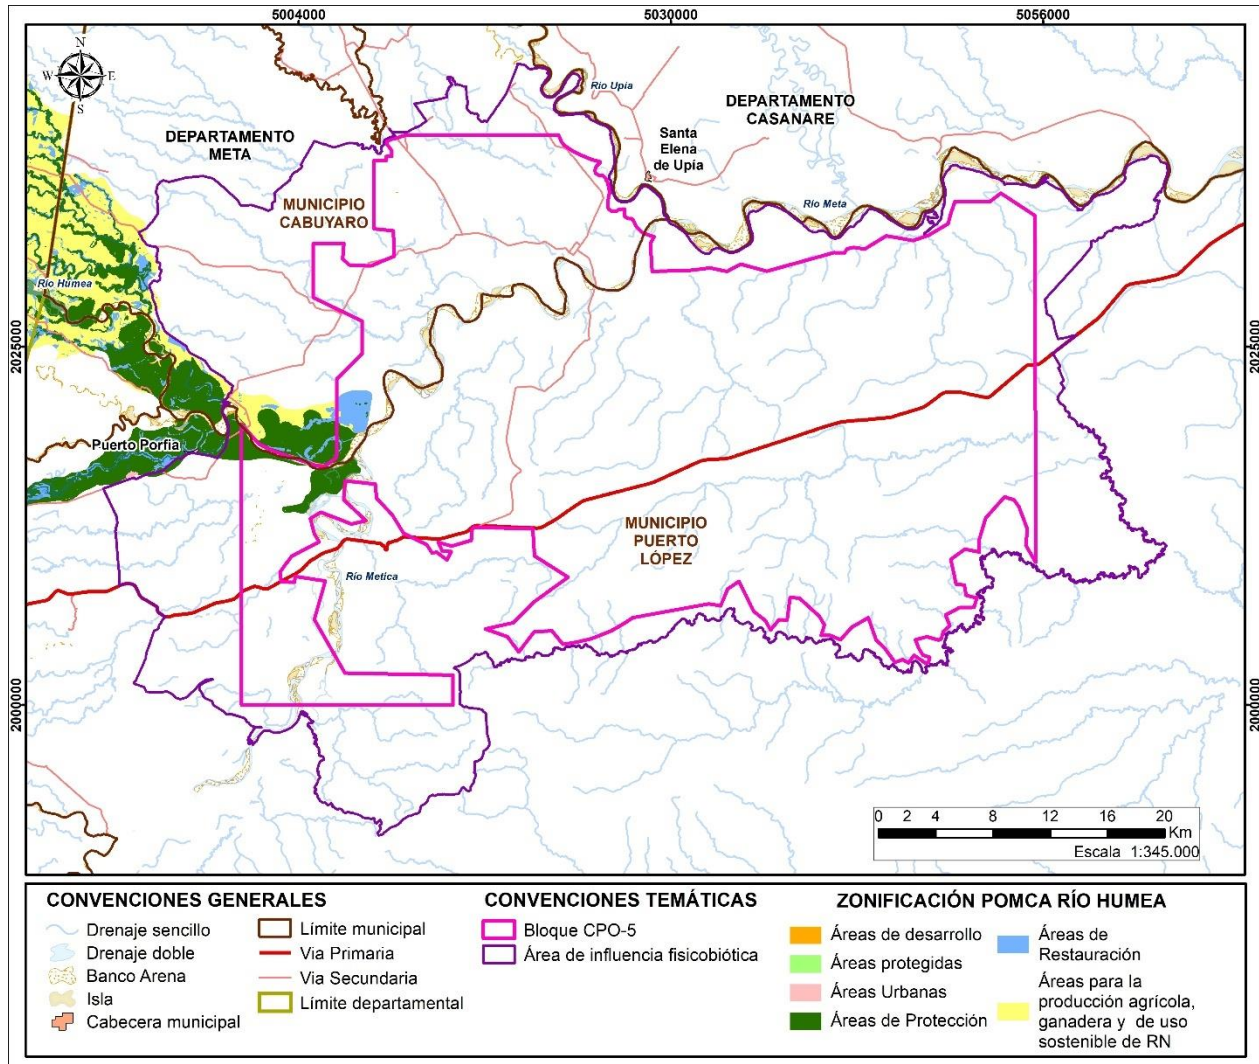 5004000
5030000
5056000
N
W
E
S
Río Upía
DEPARTAMENTO
CASANARE
DEPARTAMENTO
META
Santa
Elena
de Upía
MUNICIPIO
CABUYARO
Río Meta
Río Húmea
2025000
2025000
Puerto Porfía
MUNICIPIO
PUERTO
LÓPEZ
Río Metica
2000000
2000000
0 2 4 8 12 16 20
Km
Escala 1:345.000
CONVENCIONES GENERALES
Drenaje sencillo
Drenaje doble
Banco Arena
Isla
Cabecera municipal
Límite municipal
Via Primaria
Via Secundaria
Límite departamental
CONVENCIONES TEMÁTICAS
Bloque CPO-5
Área de influencia fisicobiótica
ZONIFICACIÓN POMCA RÍO HUMEA
Áreas de desarrollo
Áreas protegidas
Áreas Urbanas
Áreas de Protección
Áreas de
Restauración
Áreas para la
producción agrícola,
ganadera y de uso
sostenible de RN